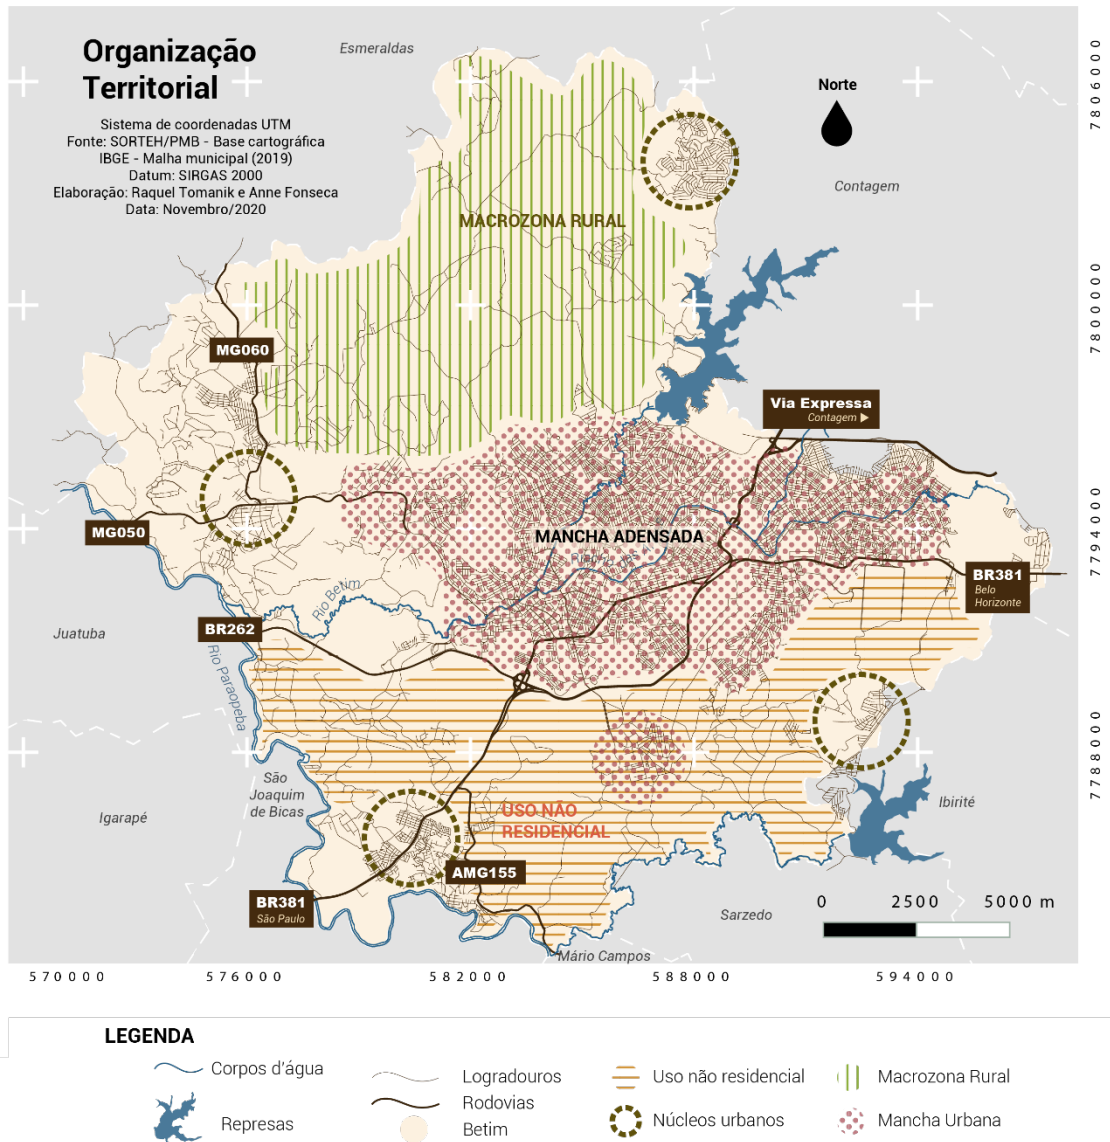 Organização
Territorial
Sistema de coordenadas UTM
Fonte: SORTEH/PMB - Base cartográfica
IBGE - Malha municipal (2019)
Datum: SIRGAS 2000
Elaboração: Raquel Tomanik e Anne Fonseca
Data: Novembro/2020
Esmeraldas
Norte
Contagem
7806000
MACROZONA RURAL
7800000
MG060
Via Expressa
Contagem ▶
MG050
MANCHA ADENSADA
7794000
BR381
Belo
Horizonte
Rio Betim
BR262
Juatuba
Rio Paraopeba
7788000
São
Joaquim
de Bicas
Igarapé
USO NÃO
RESIDENCIAL
Ibirité
AMG155
BR381
São Paulo
Sarzedo
0 2500 5000 m
Mário Campos
570000 576000 582000 588000 594000
LEGENDA
Corpos d'água
Represas
Logradouros
Rodovias
Betim
Uso não residencial
Núcleos urbanos
Macrozona Rural
Mancha Urbana